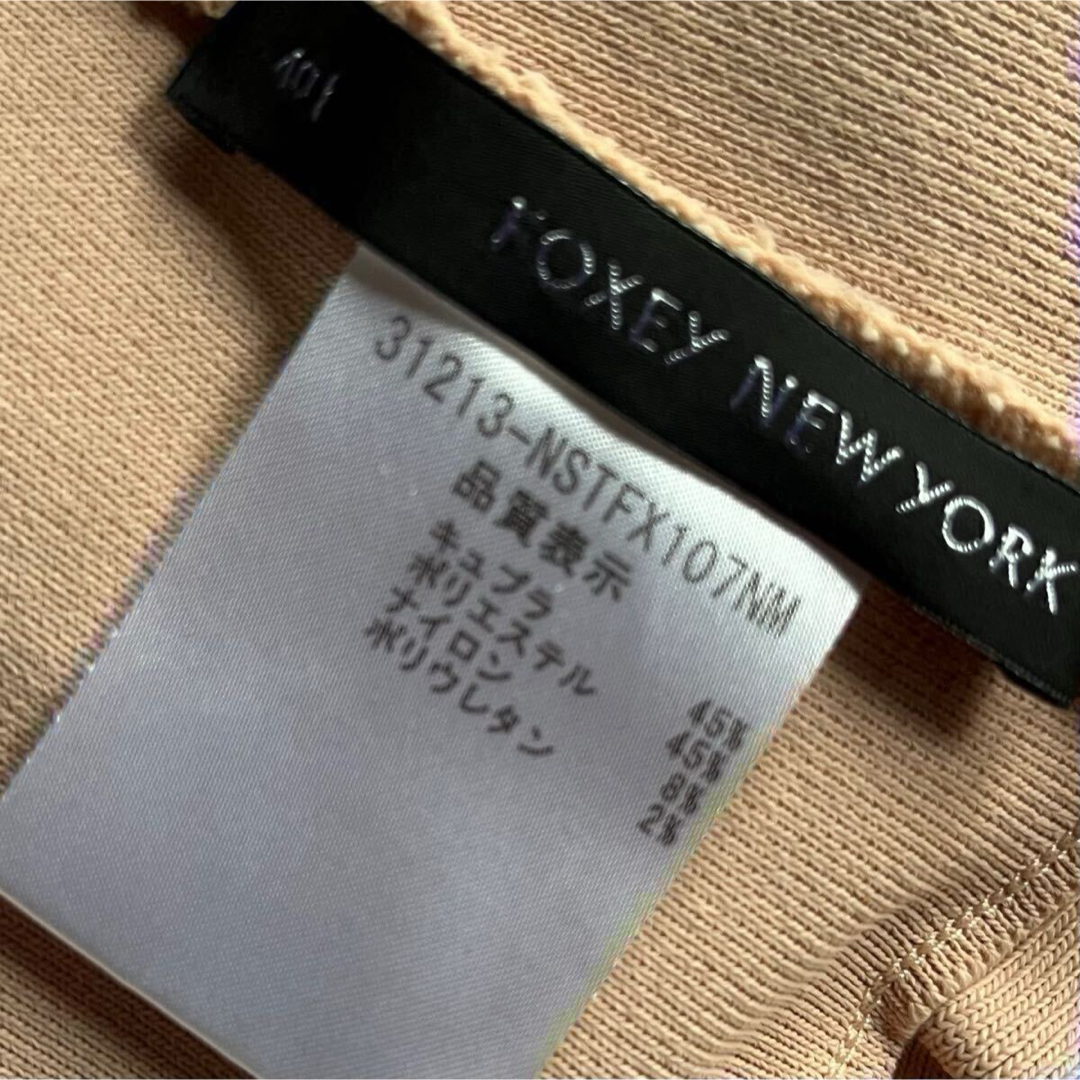 401
FOXEY NEW YORK
31213-NSTFX107NM
品質表示
キュプラ 45%
ポリエステル 45%
ナイロン 8%
ポリウレタン 2%